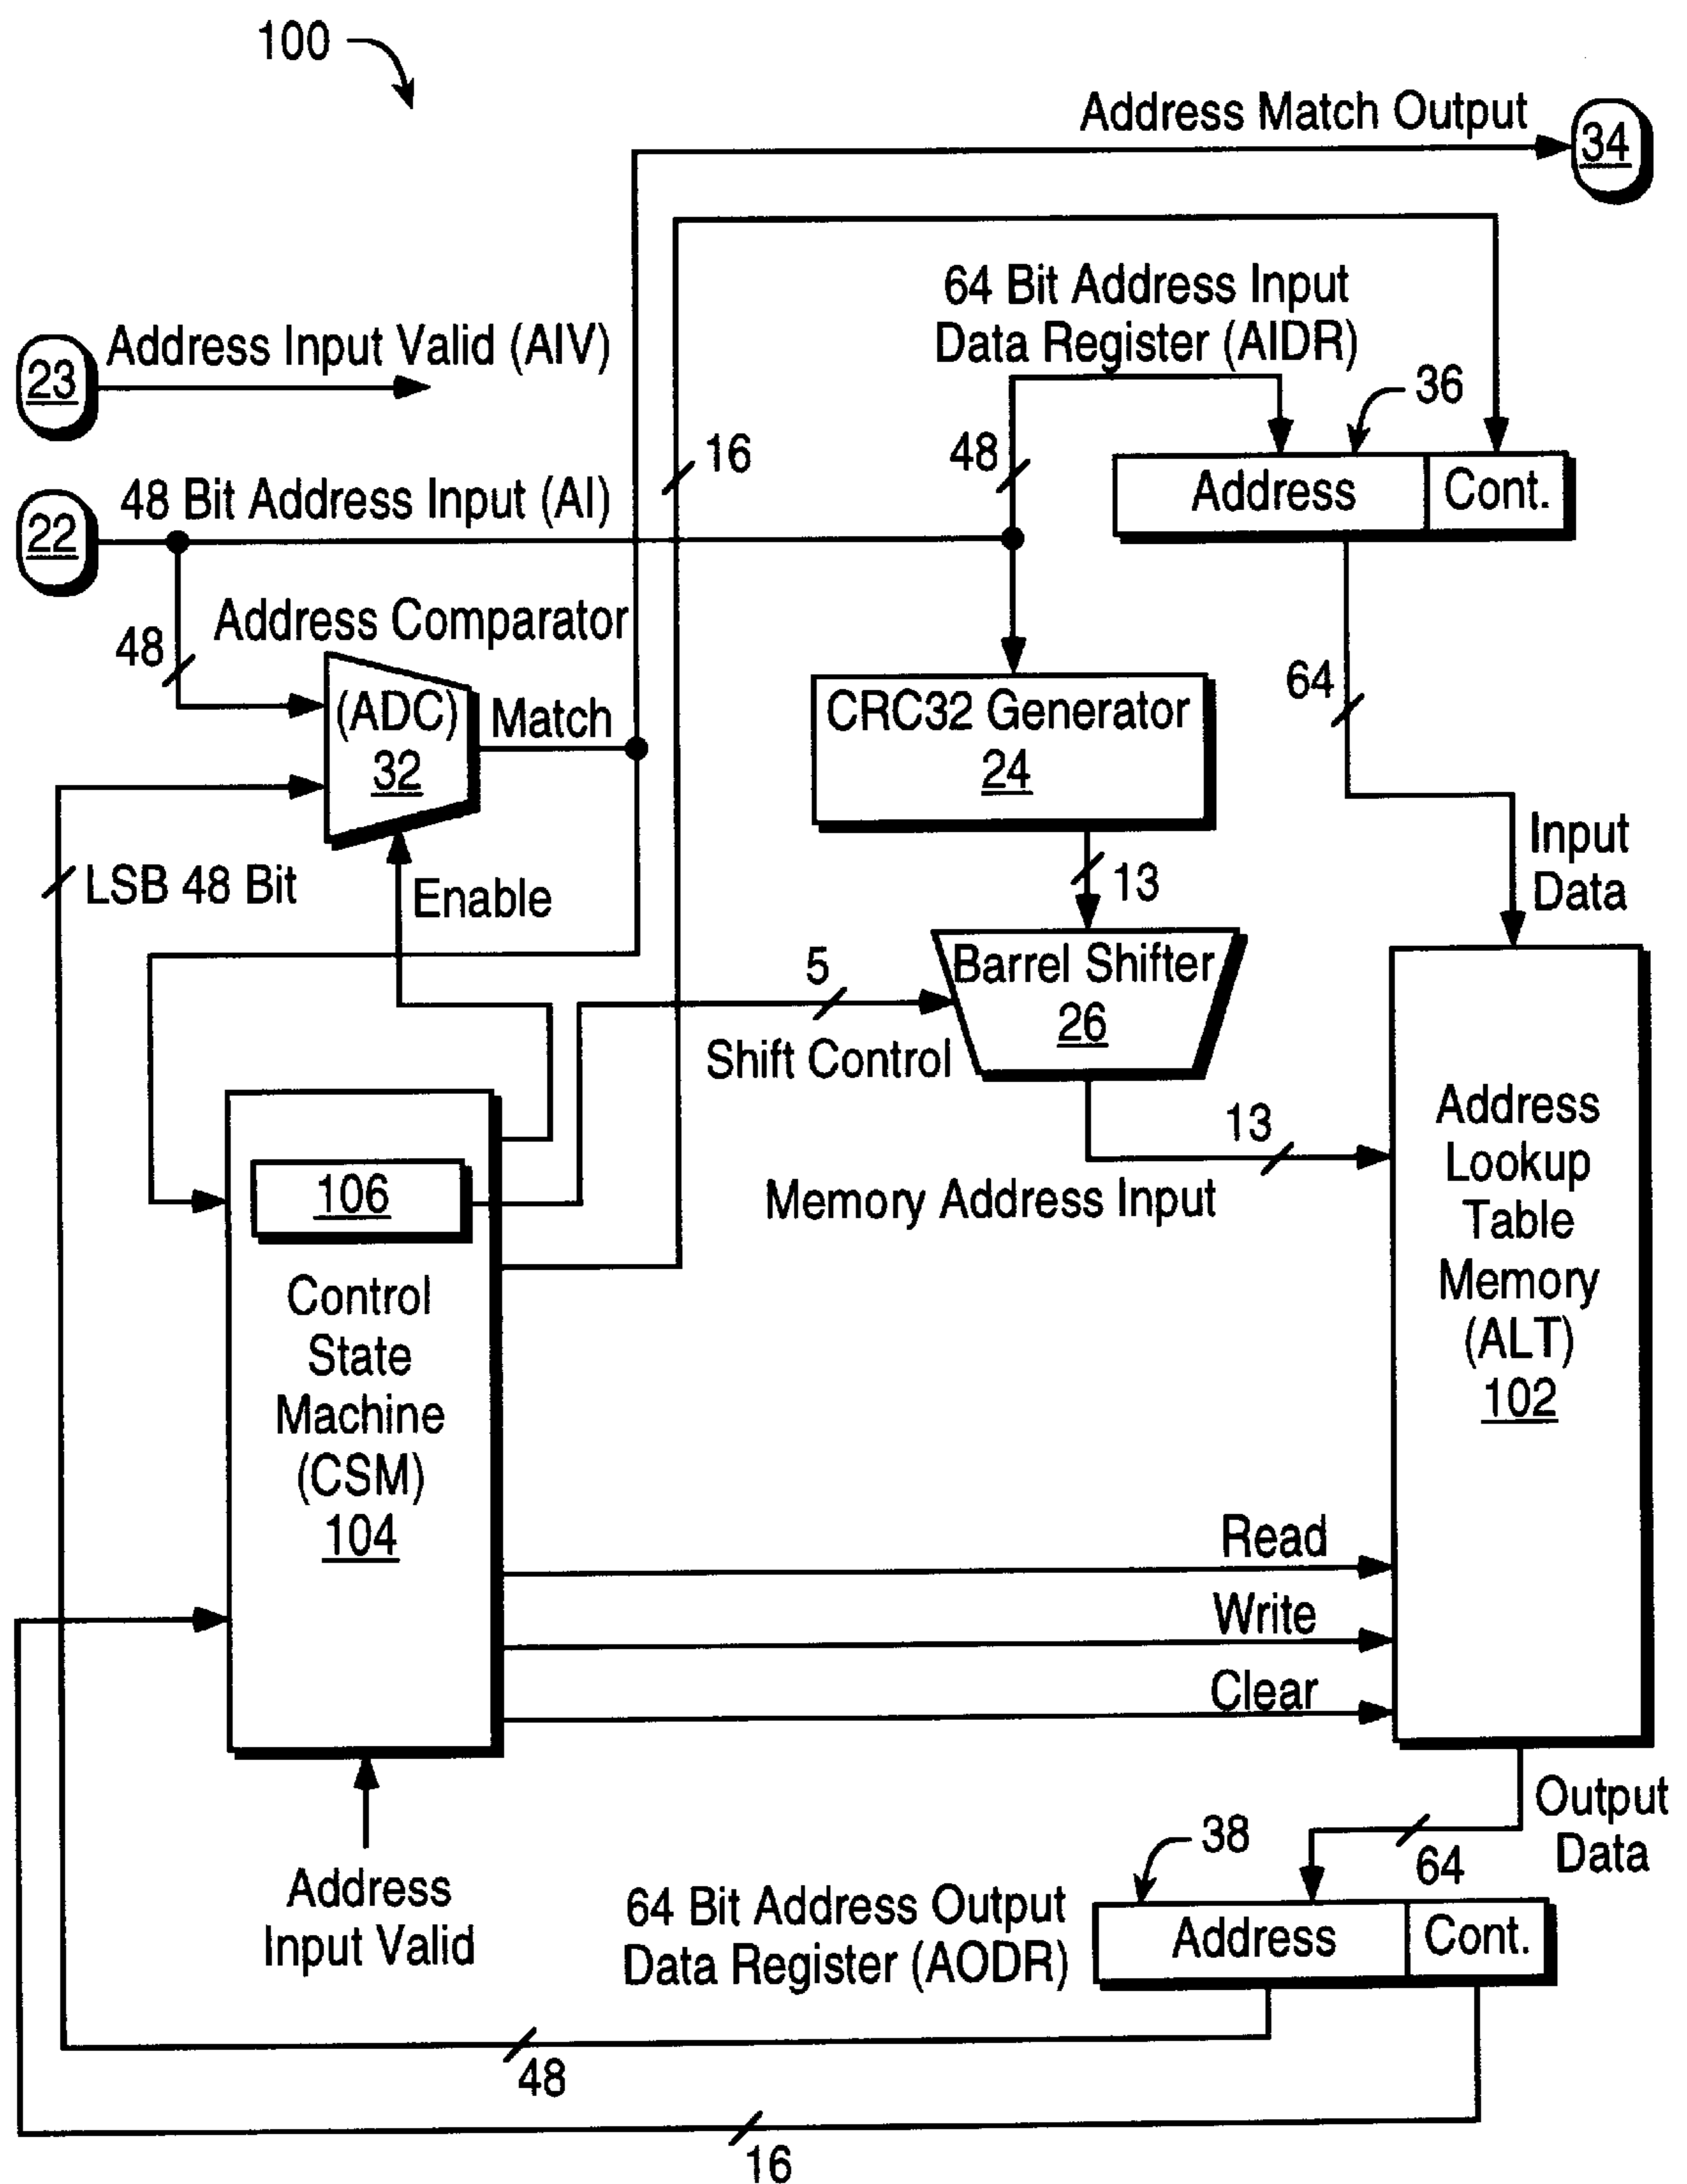 100
Address Match Output
34
64 Bit Address Input
Data Register (AIDR)
23
Address Input Valid (AIV)
36
16
48
Address
Cont.
22
48 Bit Address Input (AI)
Address Comparator
48
(ADC)
32
Match
CRC32 Generator
24
64
Input
Data
LSB 48 Bit
Enable
13
Barrel Shifter
26
5
Shift Control
13
Memory Address Input
106
Control
State
Machine
(CSM)
104
Address
Lookup
Table
Memory
(ALT)
102
Read
Write
Clear
Address
Input Valid
Output
Data
64
38
64 Bit Address Output
Data Register (AODR)
Address
Cont.
48
16